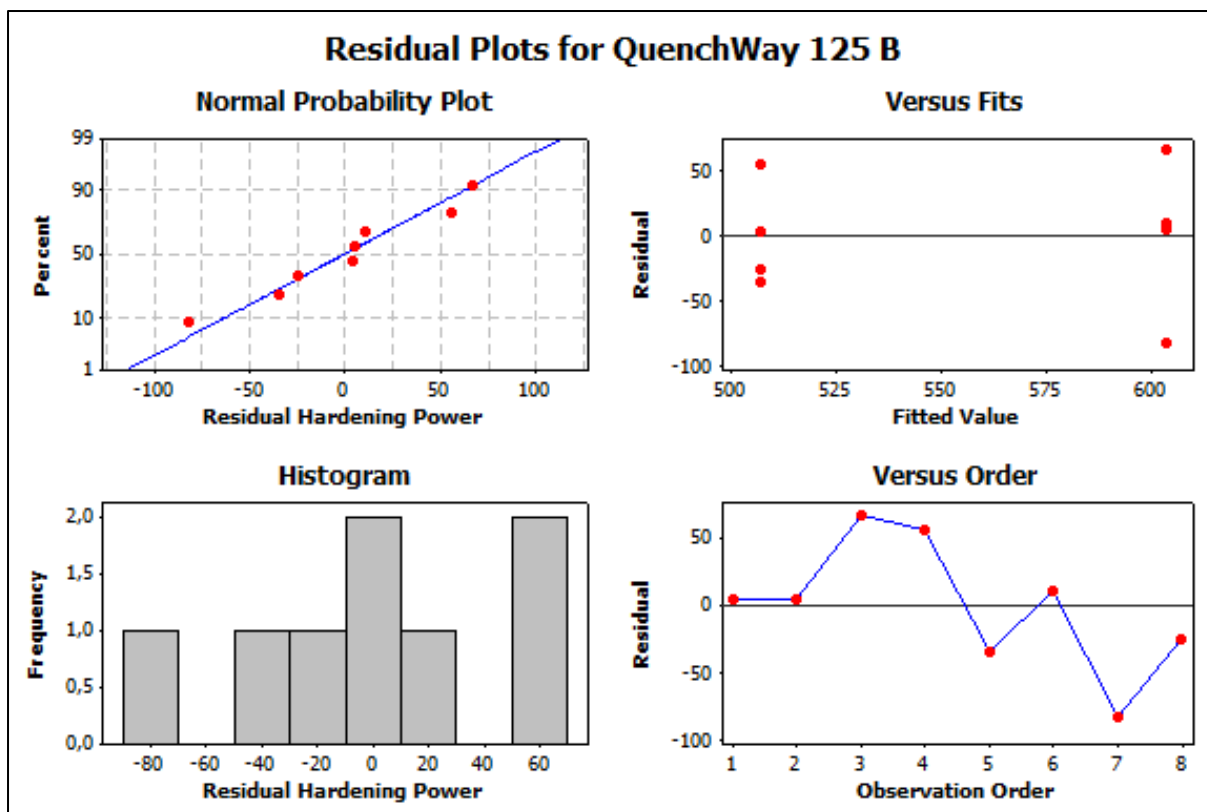 Residual Plots for QuenchWay 125 B
Normal Probability Plot
99
90
50
10
1
Percent
-100 -50 0 50 100
Residual Hardening Power
Versus Fits
50
0
-50
-100
Residual
500 525 550 575 600
Fitted Value
Histogram
2,0
1,5
1,0
0,5
0,0
Frequency
-80 -60 -40 -20 0 20 40 60
Residual Hardening Power
Versus Order
50
0
-50
-100
Residual
1 2 3 4 5 6 7 8
Observation Order